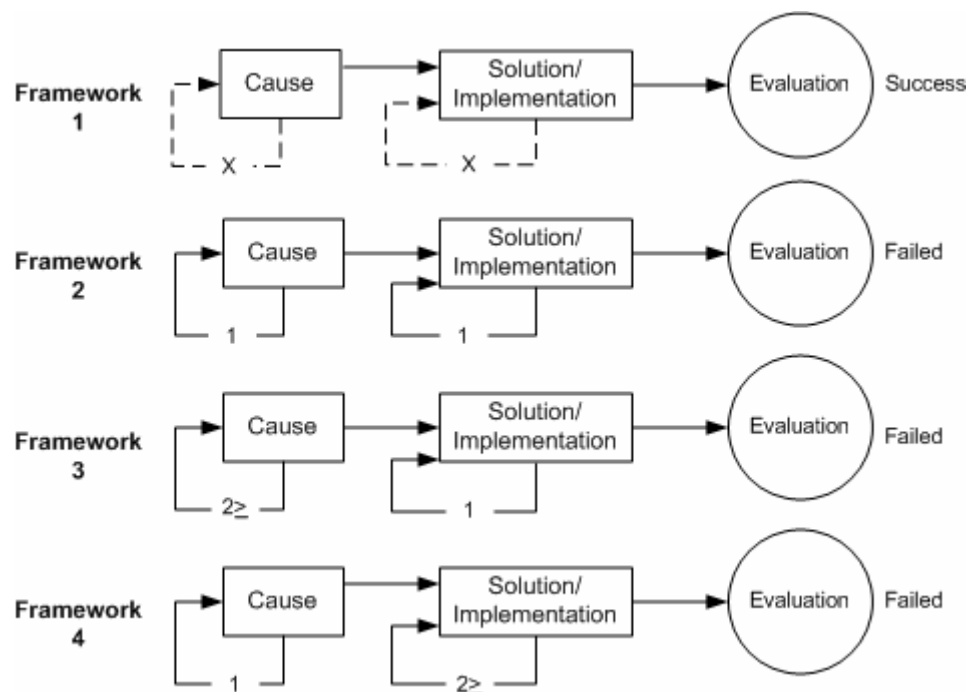 Framework
1
Cause
Solution/
Implementation
Evaluation
Success
X
X
Framework
2
Cause
Solution/
Implementation
Evaluation
Failed
1
1
Framework
3
Cause
Solution/
Implementation
Evaluation
Failed
2≥
1
Framework
4
Cause
Solution/
Implementation
Evaluation
Failed
1
2≥